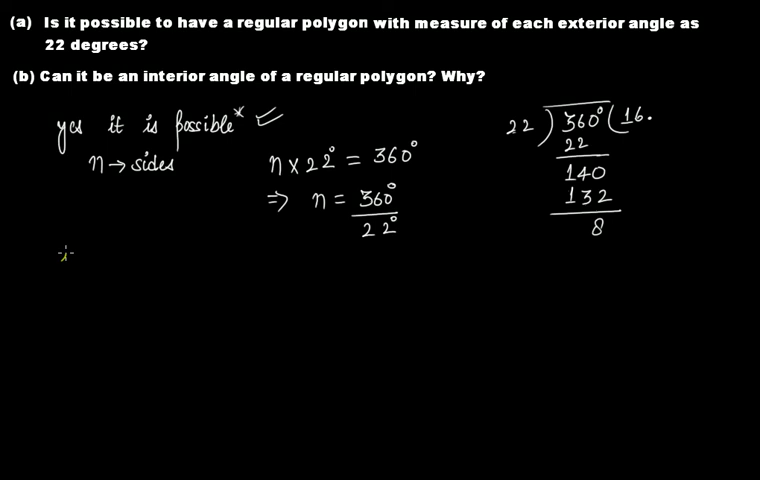 (a) Is it possible to have a regular polygon with measure of each exterior angle as
22 degrees?
(b) Can it be an interior angle of a regular polygon? Why?
yes it is possible* ✓
n → sides
n × 22° = 360°
⇒ n = 360°
22°
22 ) 360° ( 16.
22
140
132
8